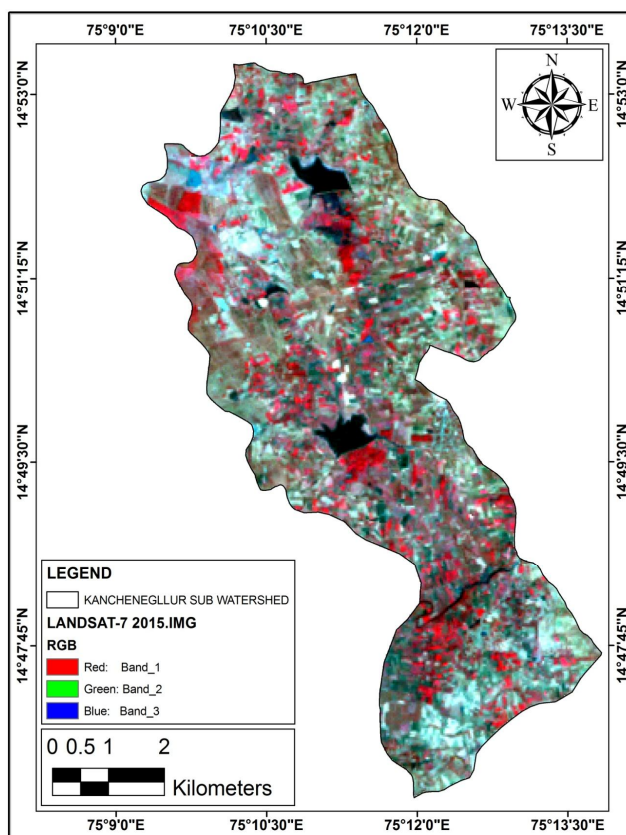 75°9'0"E 75°10'30"E 75°12'0"E 75°13'30"E
14°53'0"N 14°53'0"N
N
W E
S
14°51'15"N 14°51'15"N
14°49'30"N 14°49'30"N
14°47'45"N 14°47'45"N
LEGEND
KANCHENEGLLUR SUB WATERSHED
LANDSAT-7 2015.IMG
RGB
Red: Band_1
Green: Band_2
Blue: Band_3
0 0.5 1 2
Kilometers
75°9'0"E 75°10'30"E 75°12'0"E 75°13'30"E